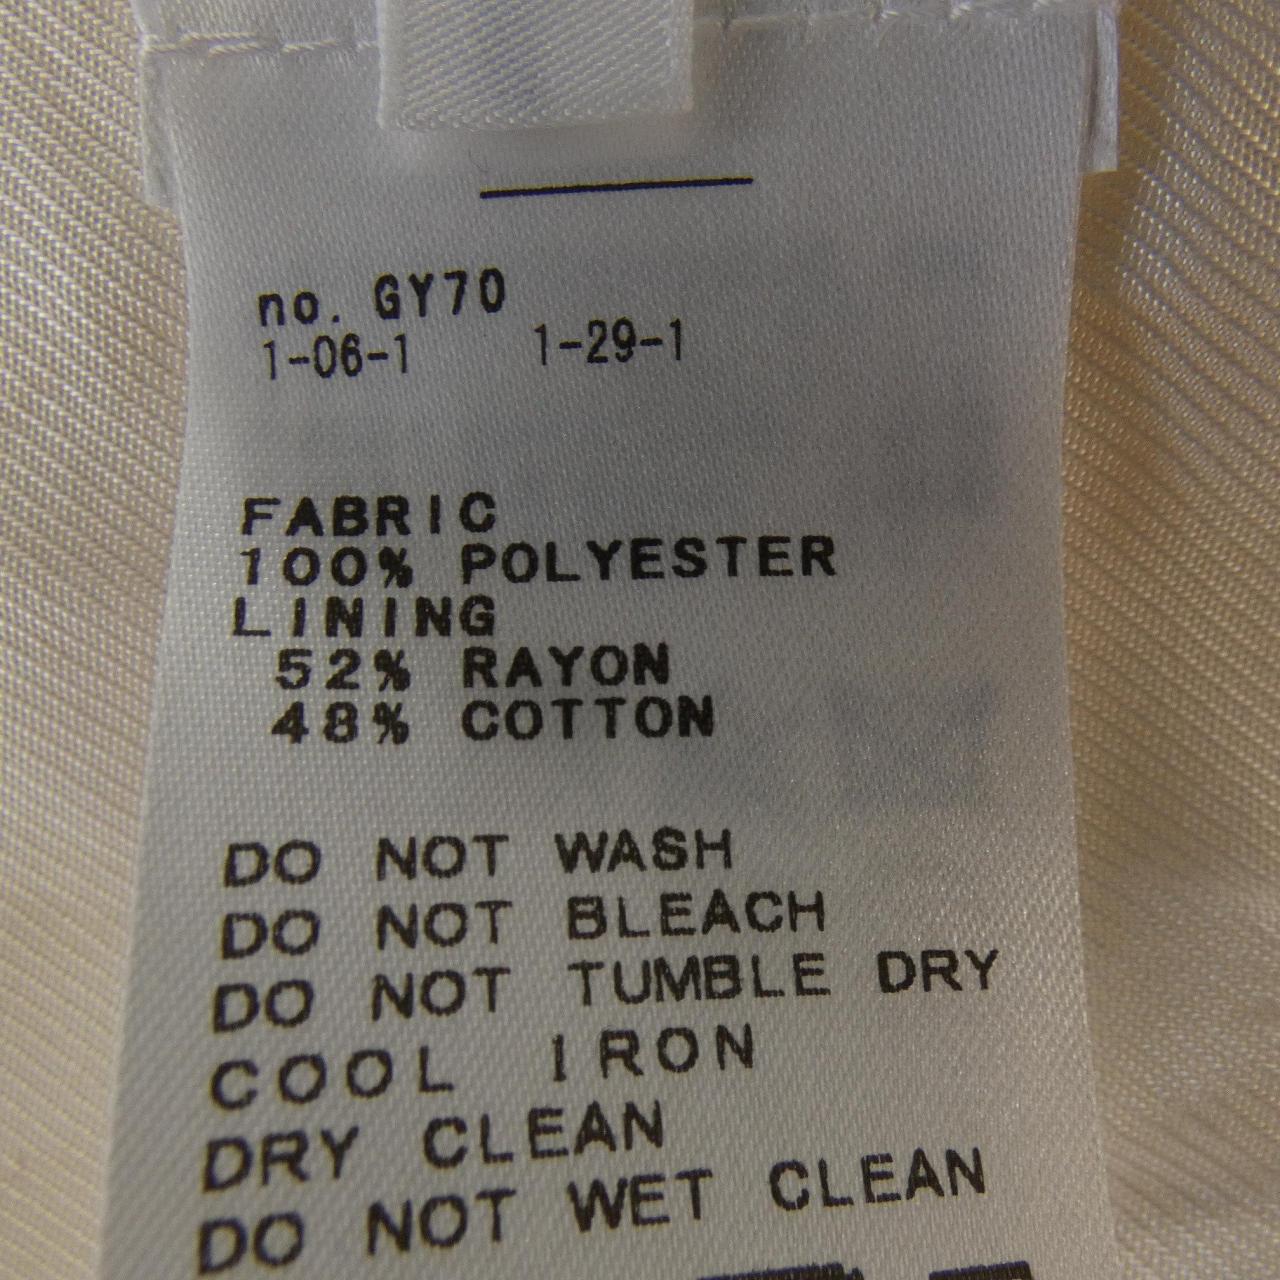 no. GY70
1-06-1 1-29-1
FABRIC
100% POLYESTER
LINING
52% RAYON
48% COTTON
DO NOT WASH
DO NOT BLEACH
DO NOT TUMBLE DRY
COOL IRON
DRY CLEAN
DO NOT WET CLEAN